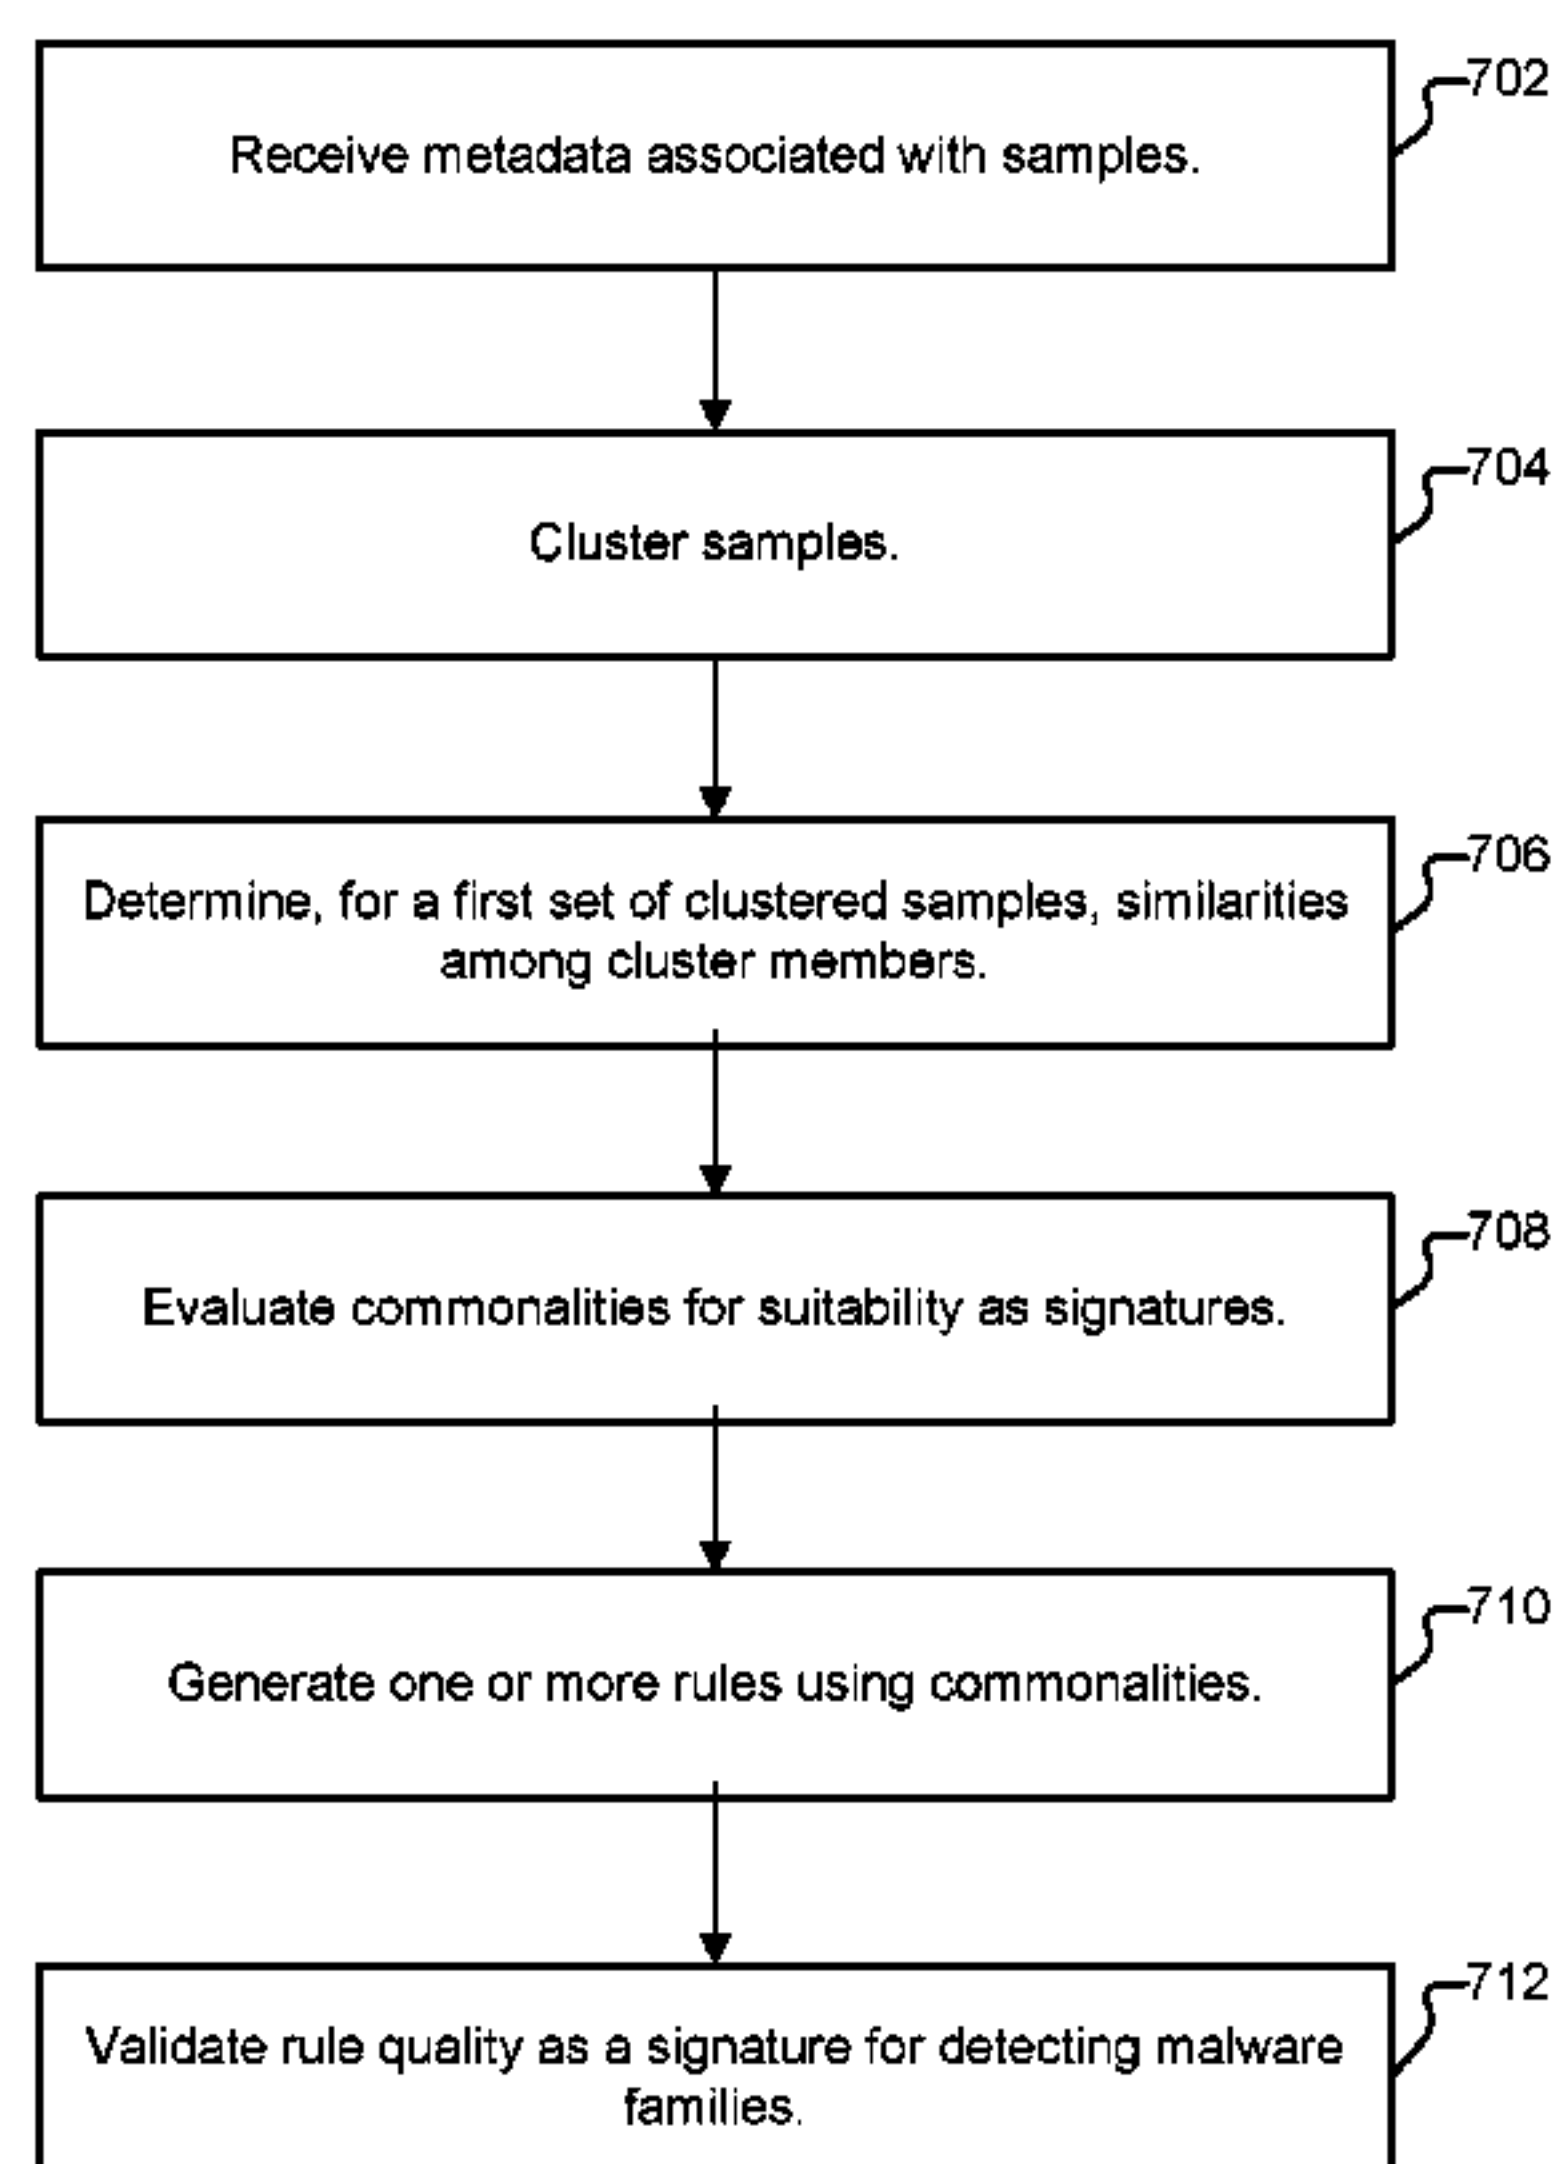 702
Receive metadata associated with samples.
704
Cluster samples.
706
Determine, for a first set of clustered samples, similarities
among cluster members.
708
Evaluate commonalities for suitability as signatures.
710
Generate one or more rules using commonalities.
712
Validate rule quality as a signature for detecting malware
families.